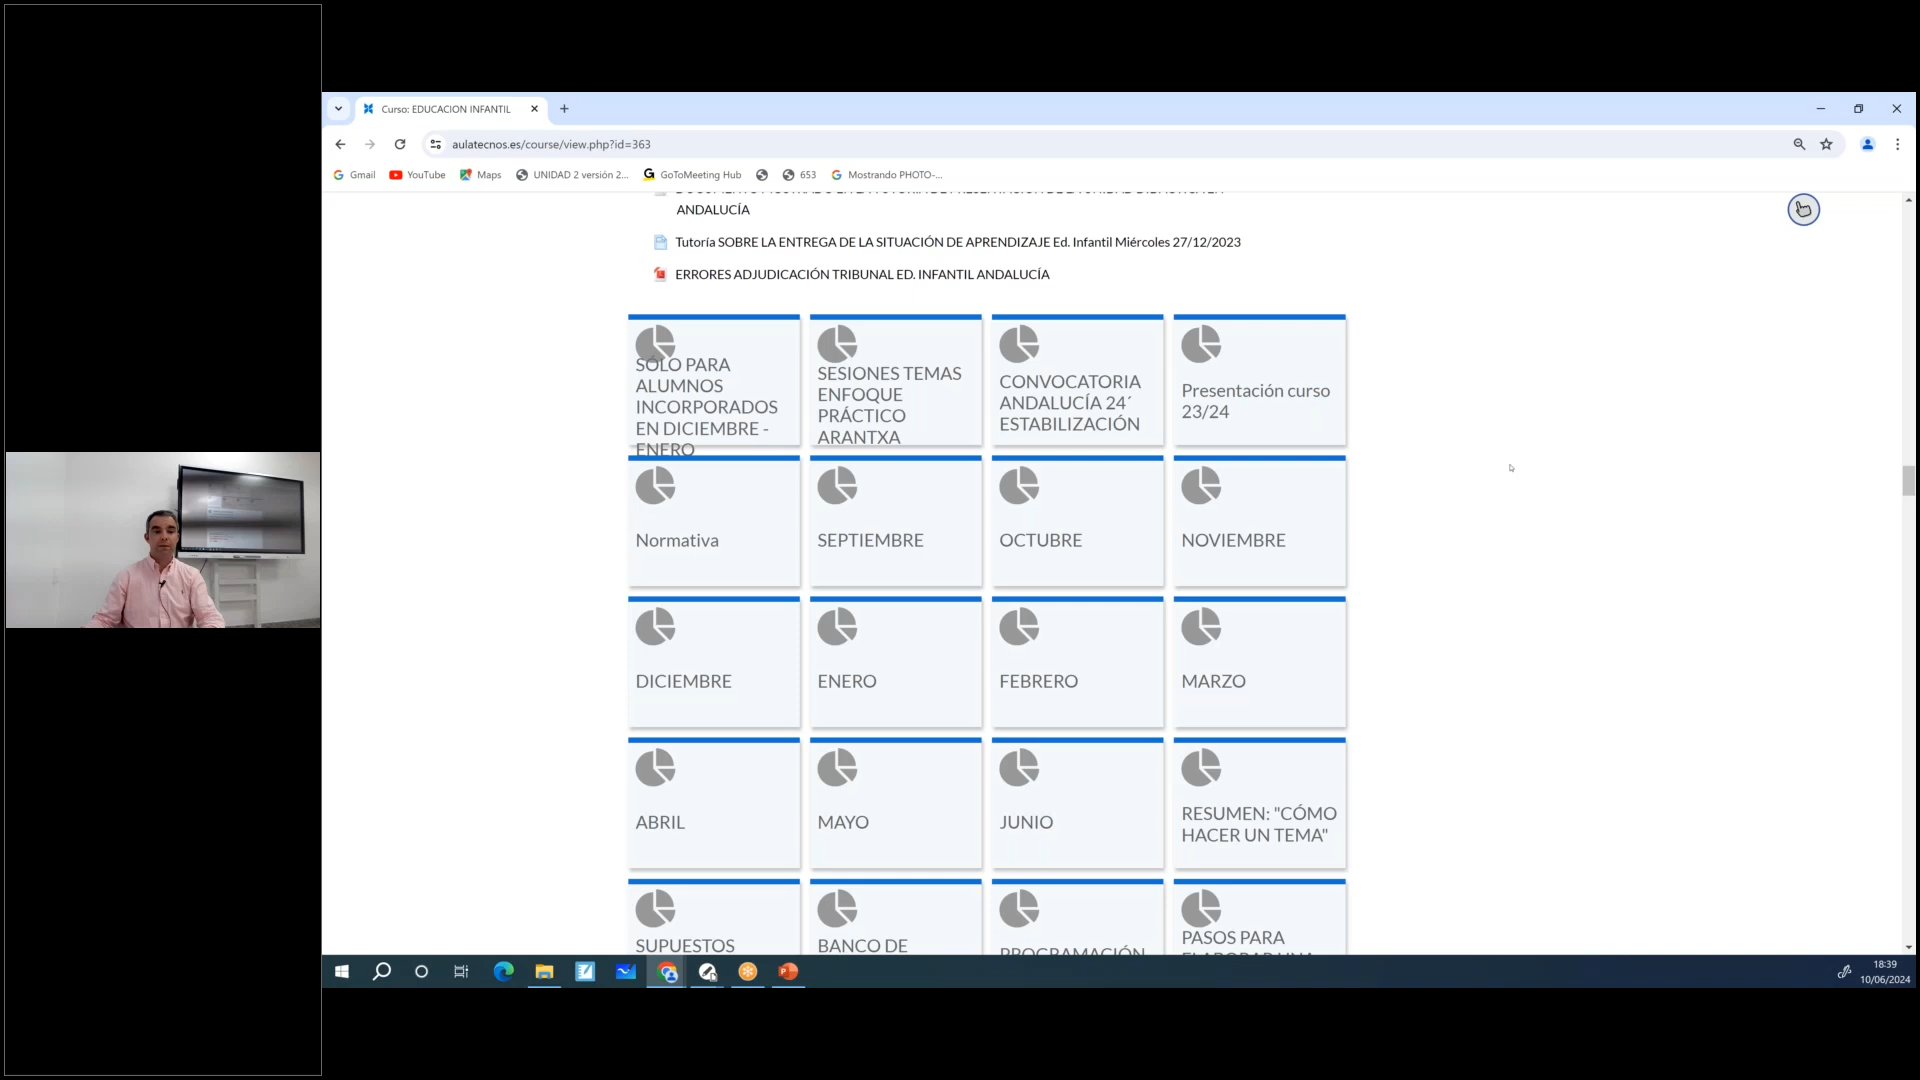 Curso: EDUCACION INFANTIL
aulatecnos.es/course/view.php?id=363
Gmail
YouTube
Maps
UNIDAD 2 versión 2...
GoToMeeting Hub
653
Mostrando PHOTO-...
ANDALUCÍA
Tutoría SOBRE LA ENTREGA DE LA SITUACIÓN DE APRENDIZAJE Ed. Infantil Miércoles 27/12/2023
ERRORES ADJUDICACIÓN TRIBUNAL ED. INFANTIL ANDALUCÍA
SÓLO PARA
ALUMNOS
INCORPORADOS
EN DICIEMBRE -
ENERO
SESIONES TEMAS
ENFOQUE
PRÁCTICO
ARANTXA
CONVOCATORIA
ANDALUCÍA 24´
ESTABILIZACIÓN
Presentación curso
23/24
Normativa
SEPTIEMBRE
OCTUBRE
NOVIEMBRE
DICIEMBRE
ENERO
FEBRERO
MARZO
ABRIL
MAYO
JUNIO
RESUMEN: "CÓMO
HACER UN TEMA"
SUPUESTOS
BANCO DE
PROGRAMACIÓN
PASOS PARA
ELABORAR UNA
18:39
10/06/2024